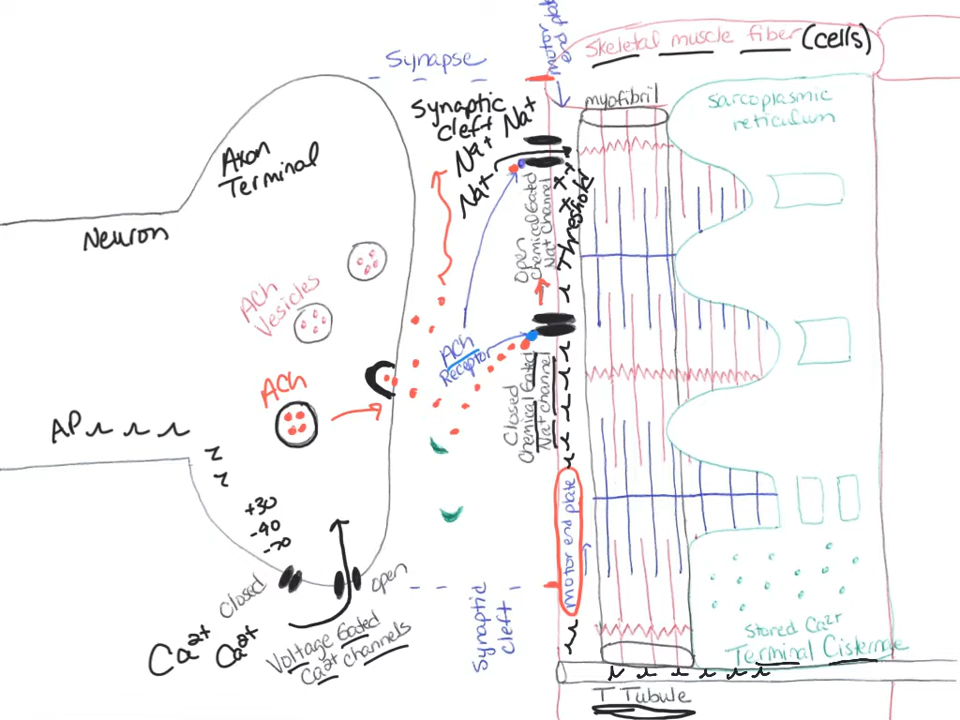 motor
end plate
Skeletal muscle fiber (cells)
Synapse
Synaptic
cleft
Na+
Na+
Na+
myofibril
sarcoplasmic
reticulum
Axon
Terminal
Neuron
ACh
Vesicles
ACh
AP
ACh
Receptor
Open
Chemical Gated
Na+ Channel
Threshold
Closed
Chemical Gated
Na+ channel
motor end plate
+30
-40
-70
closed
open
Ca2+ Ca2+
Voltage Gated
Ca2+ channels
Synaptic
cleft
Stored Ca2+
Terminal Cisternae
T Tubule